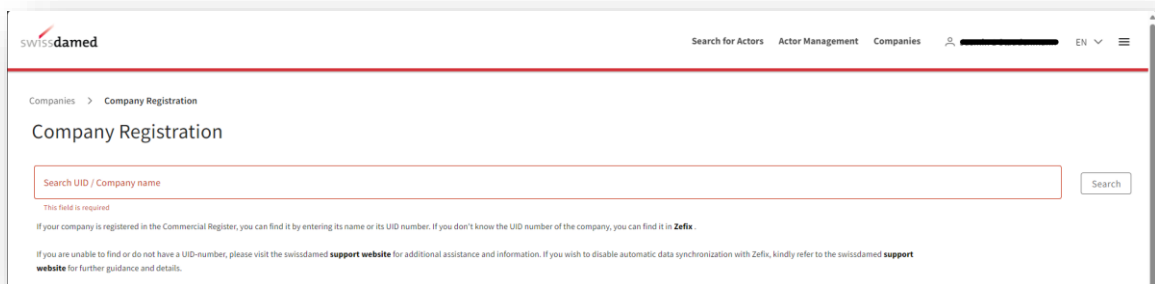 swissdamed
Search for Actors Actor Management Companies EN
Companies > Company Registration
Company Registration
Search UID / Company name
Search
This field is required
If your company is registered in the Commercial Register, you can find it by entering its name or its UID number. If you don't know the UID number of the company, you can find it in Zefix .
If you are unable to find or do not have a UID-number, please visit the swissdamed support website for additional assistance and information. If you wish to disable automatic data synchronization with Zefix, kindly refer to the swissdamed support
website for further guidance and details.